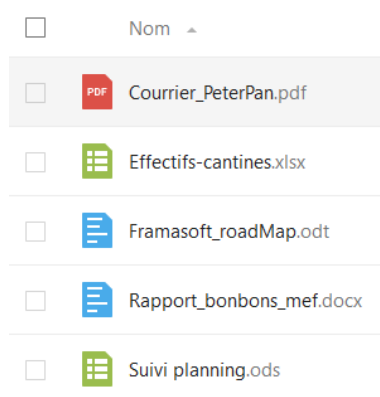 Nom
PDF Courrier_PeterPan.pdf
Effectifs-cantines.xlsx
Framasoft_roadMap.odt
Rapport_bonbons_mef.docx
Suivi planning.ods